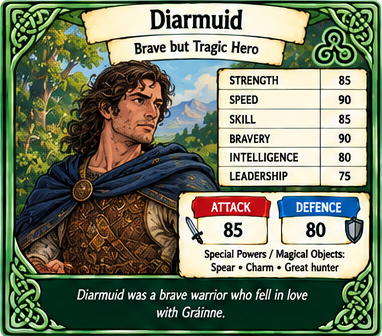 Diarmuid
Brave but Tragic Hero
STRENGTH 85
SPEED 90
SKILL 85
BRAVERY 90
INTELLIGENCE 80
LEADERSHIP 75
ATTACK DEFENCE
85 80
Special Powers / Magical Objects:
Spear • Charm • Great hunter
Diarmuid was a brave warrior who fell in love
with Gráinne.